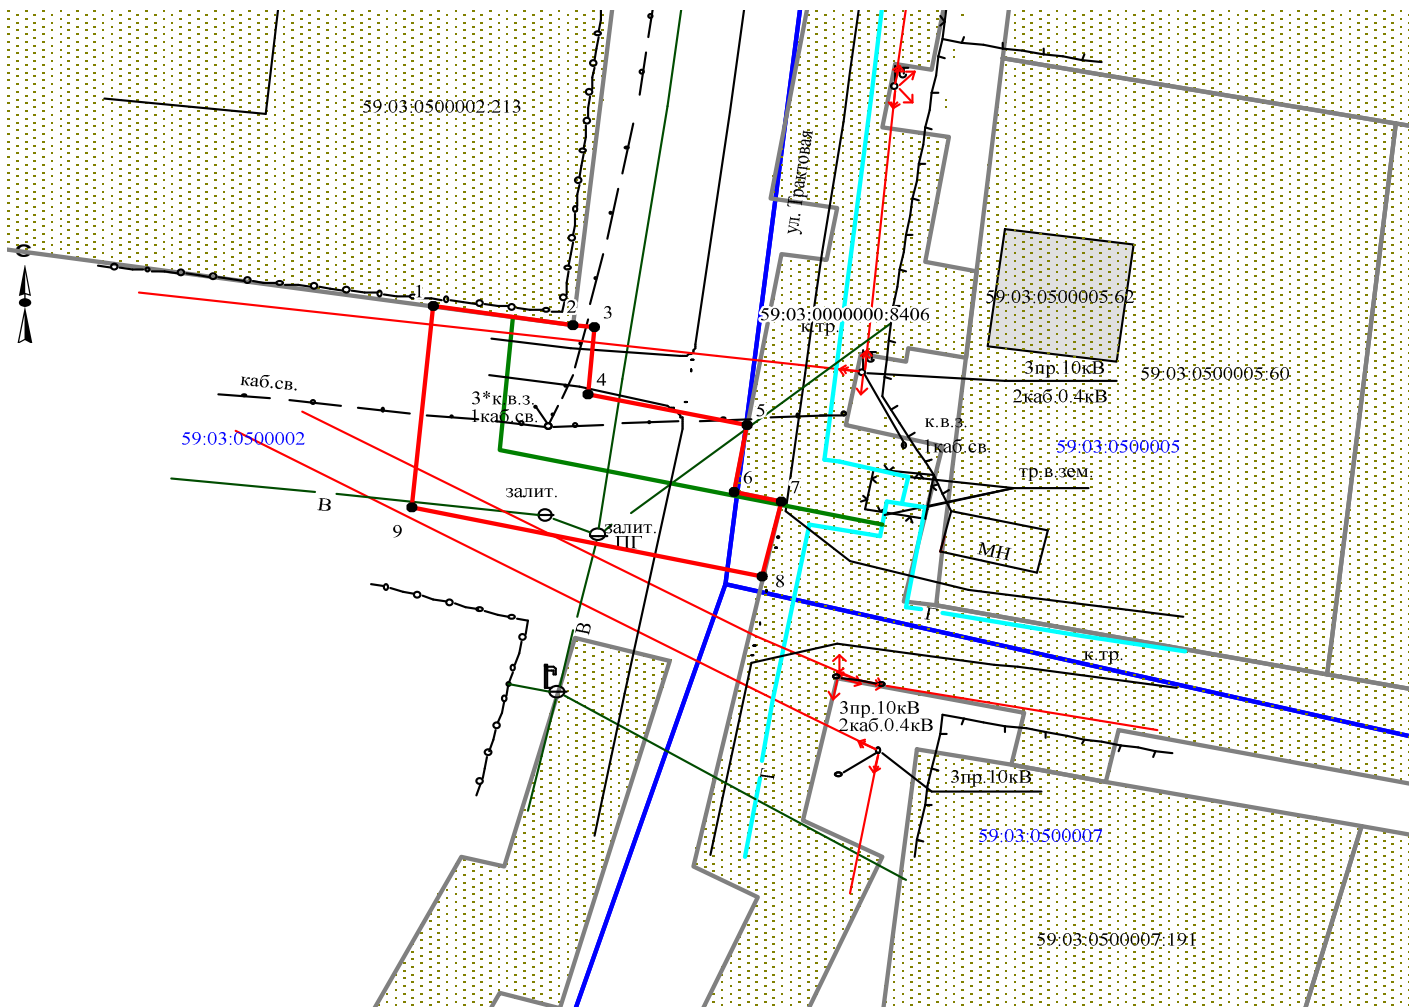 59:03:0500002:213
ул. Трактовая
С
59:03:0500005:62
59:03:0000000:8406
к.тр.
1
2
3
4
5
6
7
8
9
3пр.10кВ
2каб.0.4кВ
59:03:0500005:60
каб.св.
3*к.в.з.
1каб.св.
59:03:0500002
к.в.з.
1каб.св.
59:03:0500005
тр.в.зем.
залит.
В
залит.
ПГ
МН
Г
В
к.тр.
3пр.10кВ
2каб.0.4кВ
Г
3пр.10кВ
59:03:0500007
59:03:0500007:191